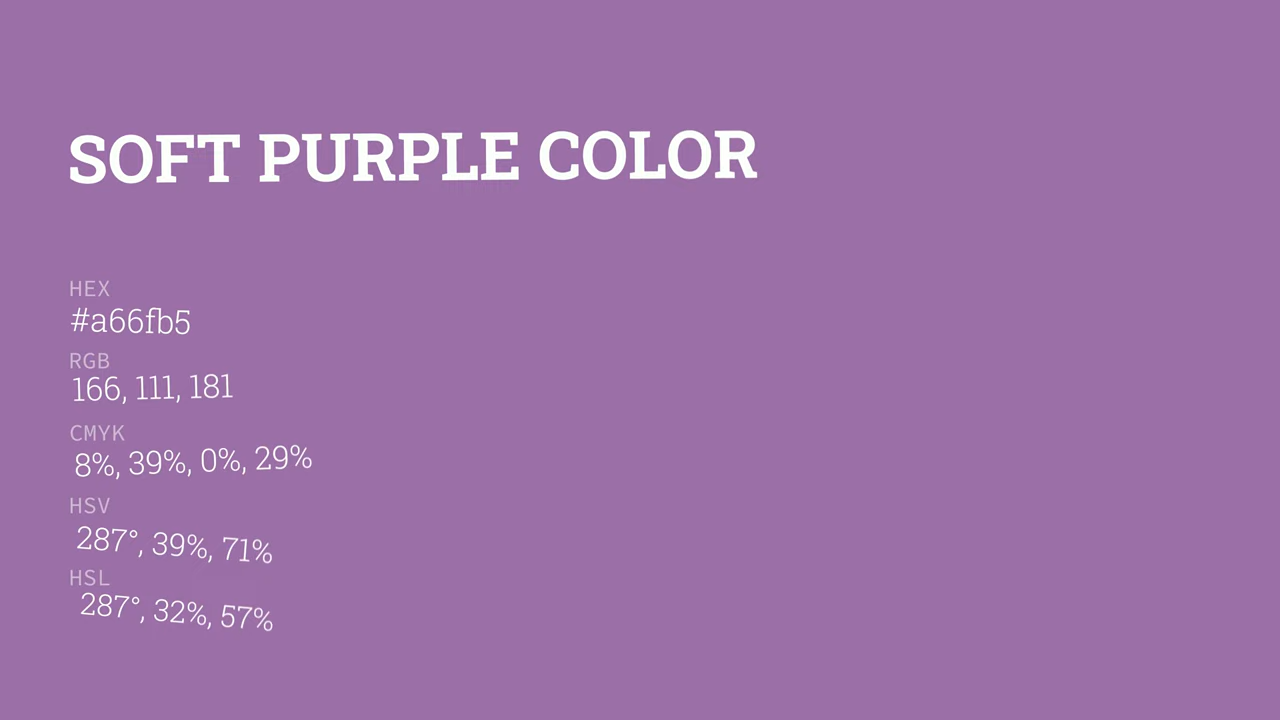 SOFT PURPLE COLOR
HEX
#a66fb5
RGB
166, 111, 181
CMYK
8%, 39%, 0%, 29%
HSV
287°, 39%, 71%
HSL
287°, 32%, 57%